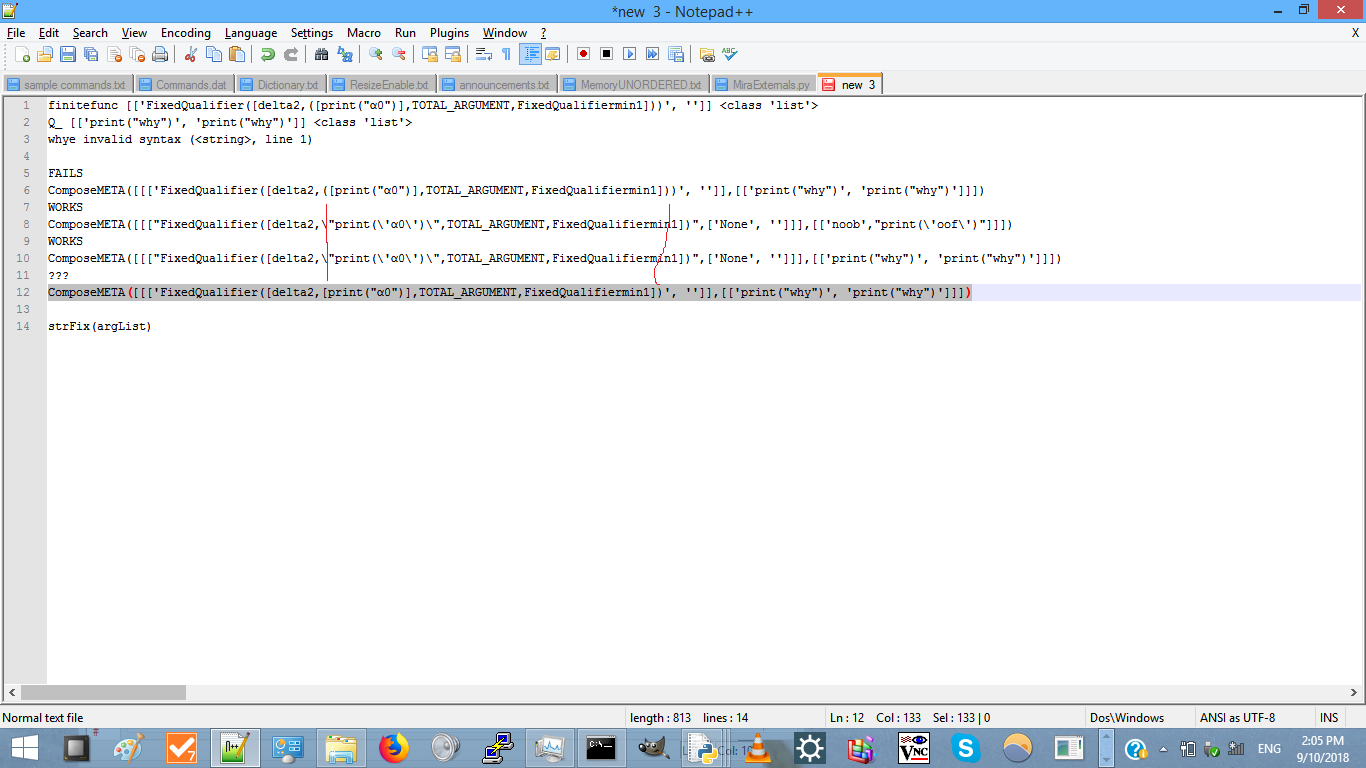 *new 3 - Notepad++
File Edit Search View Encoding Language Settings Macro Run Plugins Window ? X
sample commands.txt Commands.dat Dictionary.txt ResizeEnable.txt announcements.txt MemoryUNORDERED.txt MiraExternals.py new 3
1 finitefunc [['FixedQualifier([delta2,([print("α0")],TOTAL_ARGUMENT,FixedQualifiermin1]))', '']] <class 'list'>
2 Q_ [['print("why")', 'print("why")']] <class 'list'>
3 whye invalid syntax (<string>, line 1)
4
5 FAILS
6 ComposeMETA([[['FixedQualifier([delta2,([print("α0")],TOTAL_ARGUMENT,FixedQualifiermin1]))', '']],[['print("why")', 'print("why")']]])
7 WORKS
8 ComposeMETA([[["FixedQualifier([delta2,\"print(\'α0\')\",TOTAL_ARGUMENT,FixedQualifiermin1])",['None', '']]],[['noob',"print(\'oof\')"]]])
9 WORKS
10 ComposeMETA([[["FixedQualifier([delta2,\"print(\'α0\')\",TOTAL_ARGUMENT,FixedQualifiermin1])",['None', '']]],[['print("why")', 'print("why")']]])
11 ???
12 ComposeMETA([[['FixedQualifier([delta2,[print("α0")],TOTAL_ARGUMENT,FixedQualifiermin1])', '']],[['print("why")', 'print("why")']]])
13
14 strFix(argList)
Normal text file length : 813 lines : 14 Ln : 12 Col : 133 Sel : 133 | 0 Dos\Windows ANSI as UTF-8 INS
ENG 2:05 PM
9/10/2018